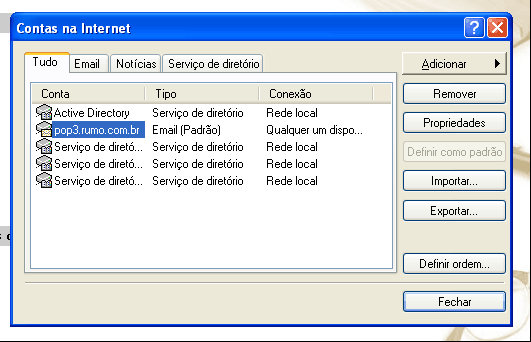 Contas na Internet
Tudo Email Notícias Serviço de diretório
Conta Tipo Conexão
Active Directory Serviço de diretório Rede local
pop3.rumo.com.br Email (Padrão) Qualquer um dispo...
Serviço de diretó... Serviço de diretório Rede local
Serviço de diretó... Serviço de diretório Rede local
Serviço de diretó... Serviço de diretório Rede local
Adicionar
Remover
Propriedades
Definir como padrão
Importar...
Exportar...
Definir ordem...
Fechar